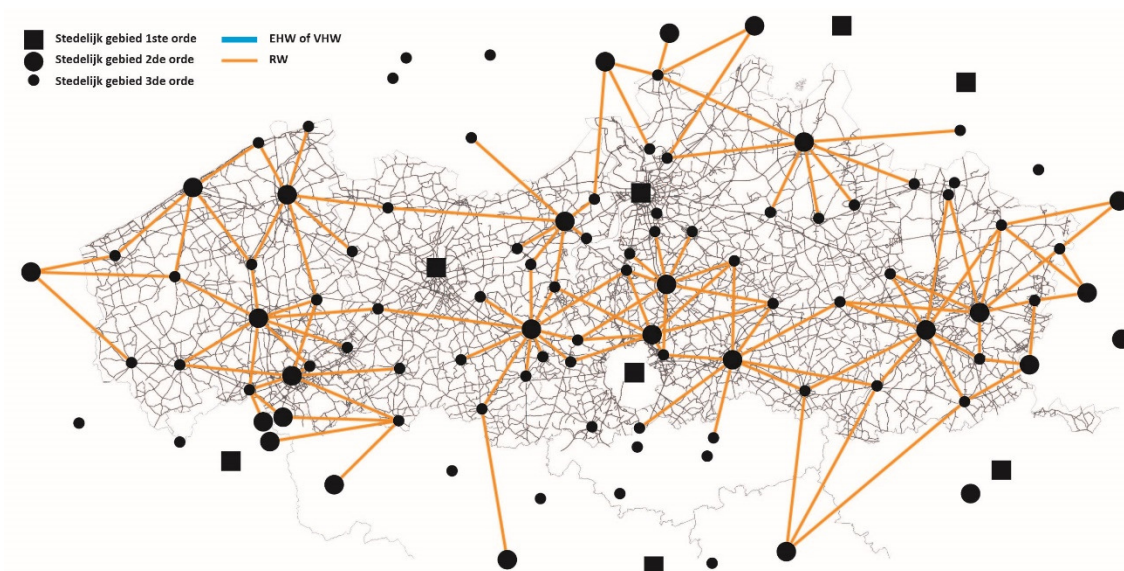 Stedelijk gebied 1ste orde
EHW of VHW
Stedelijk gebied 2de orde
RW
Stedelijk gebied 3de orde